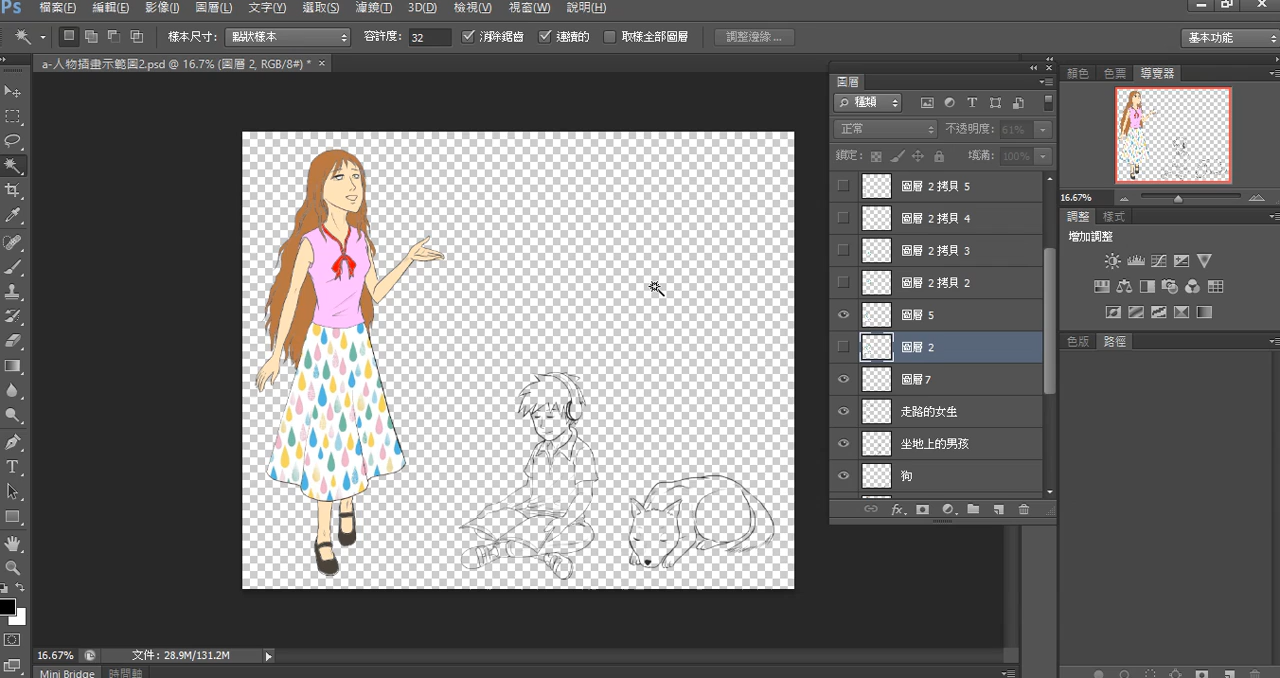 Ps 檔案(F) 編輯(E) 影像(I) 圖層(L) 文字(Y) 選取(S) 濾鏡(T) 3D(D) 檢視(V) 視窗(W) 說明(H)
樣本尺寸: 點狀樣本 容許度: 32 消除鋸齒 連續的 取樣全部圖層 調整邊緣... 基本功能
a-人物插畫示範圖2.psd @ 16.7% (圖層 2, RGB/8#) * ×
圖層
種類
正常 不透明度: 61%
鎖定: 填滿: 100%
圖層 2 拷貝 5
圖層 2 拷貝 4
圖層 2 拷貝 3
圖層 2 拷貝 2
圖層 5
圖層 2
圖層 7
走路的女生
坐地上的男孩
狗
fx
顏色 色票 導覽器
16.67%
調整 樣式
增加調整
色版 路徑
16.67% 文件: 28.9M/131.2M
Mini Bridge 時間軸